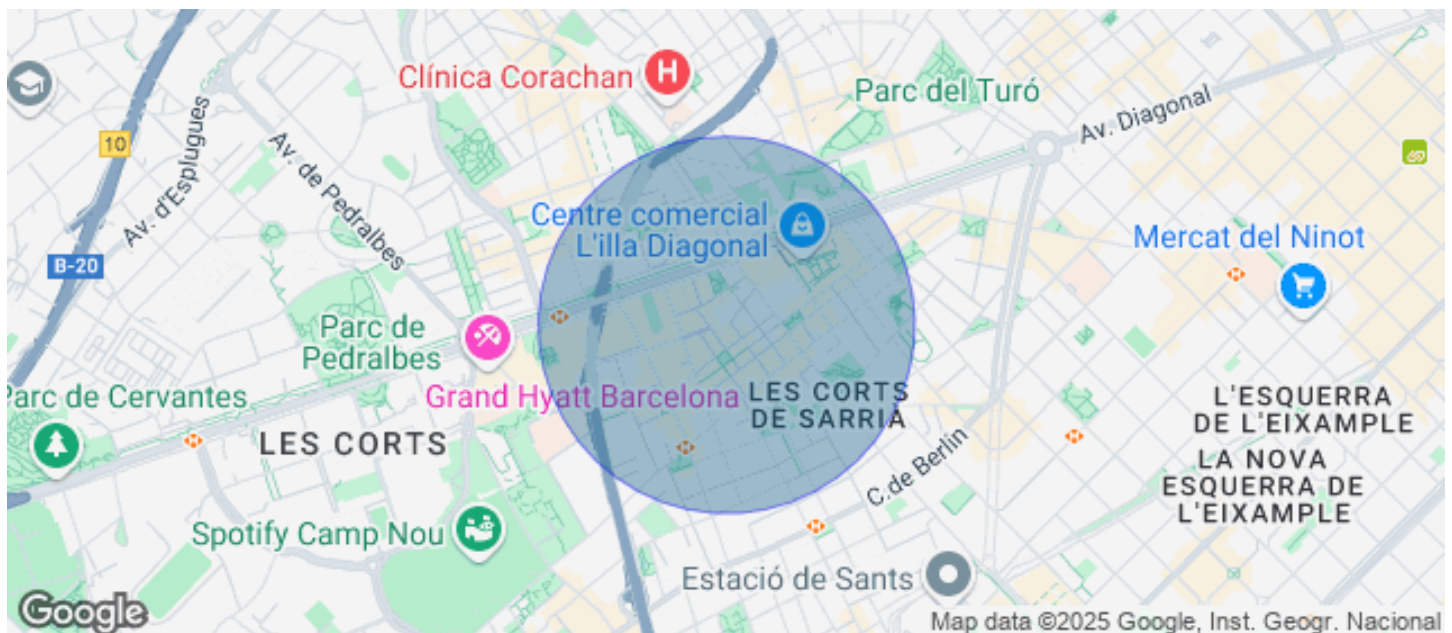 Clínica Corachan
H
Parc del Turó
Av. Diagonal
10
Av. d'Esplugues
Av. de Pedralbes
B-20
Centre comercial
L'illa Diagonal
Mercat del Ninot
Parc de
Pedralbes
Grand Hyatt Barcelona
Parc de Cervantes
LES CORTS
LES CORTS
DE SARRIÀ
L'ESQUERRA
DE L'EIXAMPLE
LA NOVA
ESQUERRA DE
L'EIXAMPLE
C. de Berlín
Spotify Camp Nou
Estació de Sants
Google
Map data ©2025 Google, Inst. Geogr. Nacional